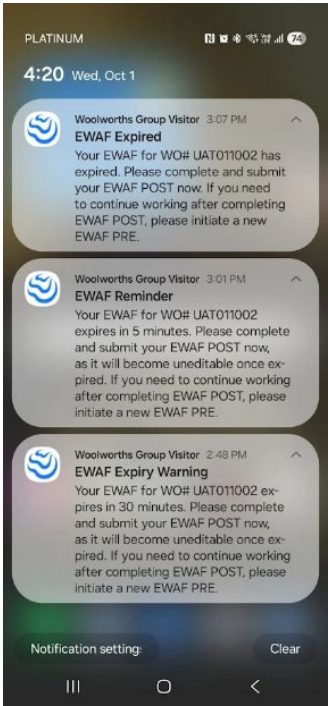 PLATINUM
74
4:20 Wed, Oct 1
Woolworths Group Visitor 3:07 PM
EWAF Expired
Your EWAF for WO# UAT011002 has
expired. Please complete and submit
your EWAF POST now. If you need
to continue working after completing
EWAF POST, please initiate a new
EWAF PRE.
Woolworths Group Visitor 3:01 PM
EWAF Reminder
Your EWAF for WO# UAT011002
expires in 5 minutes. Please complete
and submit your EWAF POST now,
as it will become uneditable once ex-
pired. If you need to continue working
after completing EWAF POST, please
initiate a new EWAF PRE.
Woolworths Group Visitor 2:48 PM
EWAF Expiry Warning
Your EWAF for WO# UAT011002 ex-
pires in 30 minutes. Please complete
and submit your EWAF POST now,
as it will become uneditable once ex-
pired. If you need to continue working
after completing EWAF POST, please
initiate a new EWAF PRE.
Notification settings
Clear